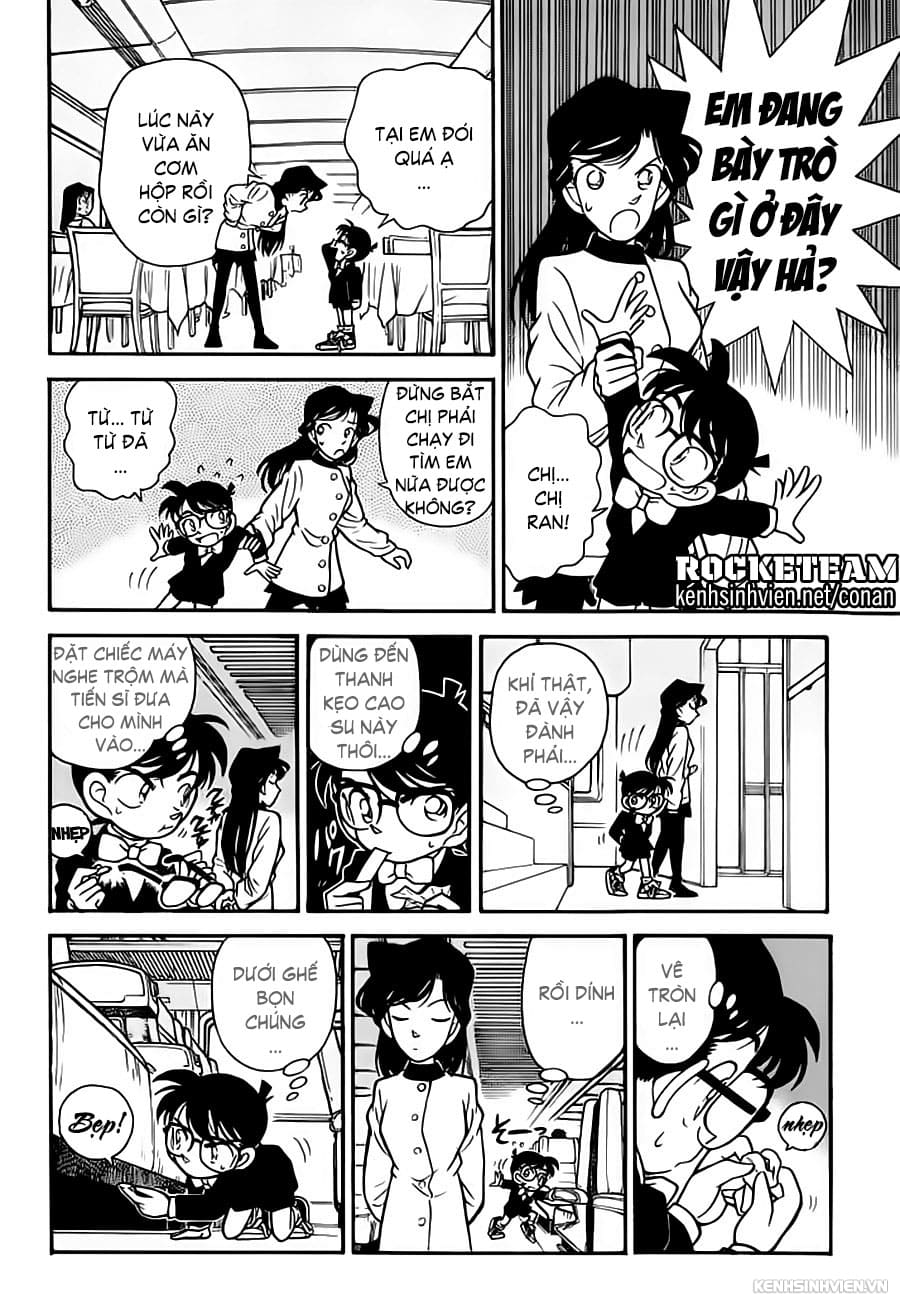 EM ĐANG
BÀY TRÒ
GÌ Ở ĐÂY
VẬY HẢ?
CHỊ...
CHỊ
RAN!
TẠI EM ĐÓI
QUÁ Ạ
...
LÚC NÃY
VỪA ĂN
CƠM
HỘP RỒI
CÒN GÌ?
ĐỪNG BẮT
CHỊ PHẢI
CHẠY ĐI
TÌM EM
NỮA ĐƯỢC
KHÔNG?
TỪ... TỪ
TỪ ĐÃ
...
ROCKETEAM
kénhsinhvien.net/conan
KHỈ THẬT,
ĐÃ VẬY
ĐÀNH
PHẢI...
DÙNG ĐẾN
THANH
KẸO CAO
SU NÀY
THÔI...
ĐẶT CHIẾC MÁY
NGHE TRỘM MÀ
TIẾN SĨ ĐƯA
CHO MÌNH
VÀO...
NHẸP
VÊ
TRÒN
LẠI
...
nhẹp
RỒI DÍNH
...
そーっ
DƯỚI GHẾ
BỌN
CHÚNG
...
Bẹp!
KENHSINHVIEN.VN